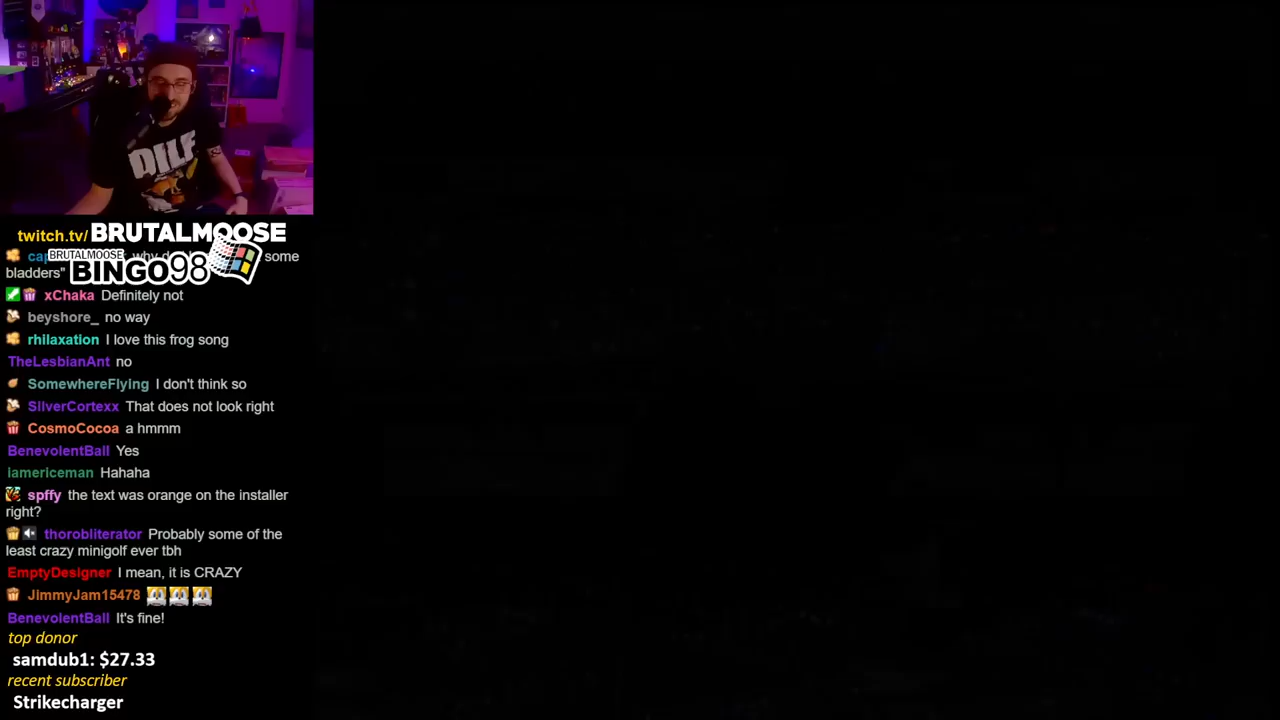 DILF
twitch.tv/BRUTALMOOSE
BRUTALMOOSE
BINGO98
cap why d some
bladders"
xChaka Definitely not
beyshore_ no way
rhilaxation I love this frog song
TheLesbianAnt no
SomewhereFlying I don't think so
SilverCortexx That does not look right
CosmoCocoa a hmmm
BenevolentBall Yes
iamericeman Hahaha
spffy the text was orange on the installer
right?
thorobliterator Probably some of the
least crazy minigolf ever tbh
EmptyDesigner I mean, it is CRAZY
JimmyJam15478
BenevolentBall It's fine!
top donor
samdub1: $27.33
recent subscriber
Strikecharger